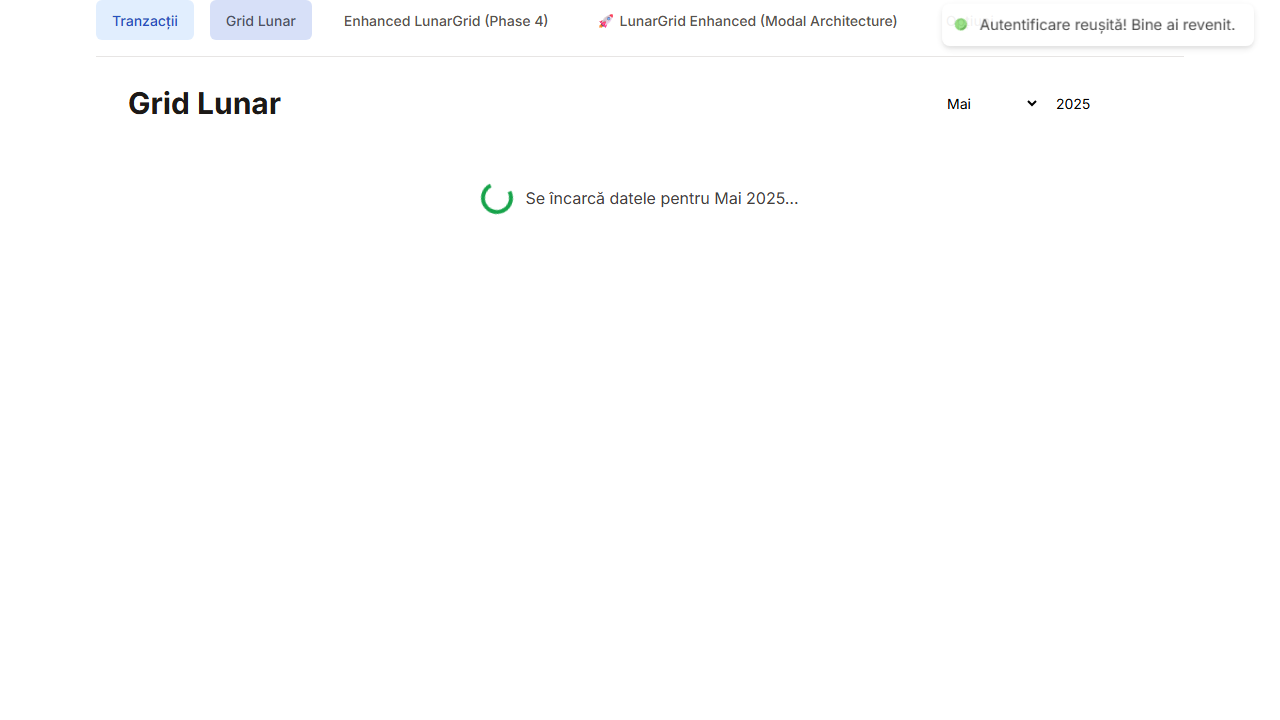 Tranzacții
Grid Lunar
Enhanced LunarGrid (Phase 4)
🚀 LunarGrid Enhanced (Modal Architecture)
Autentificare reușită! Bine ai revenit.
Grid Lunar
Mai
2025
Se încarcă datele pentru Mai 2025...